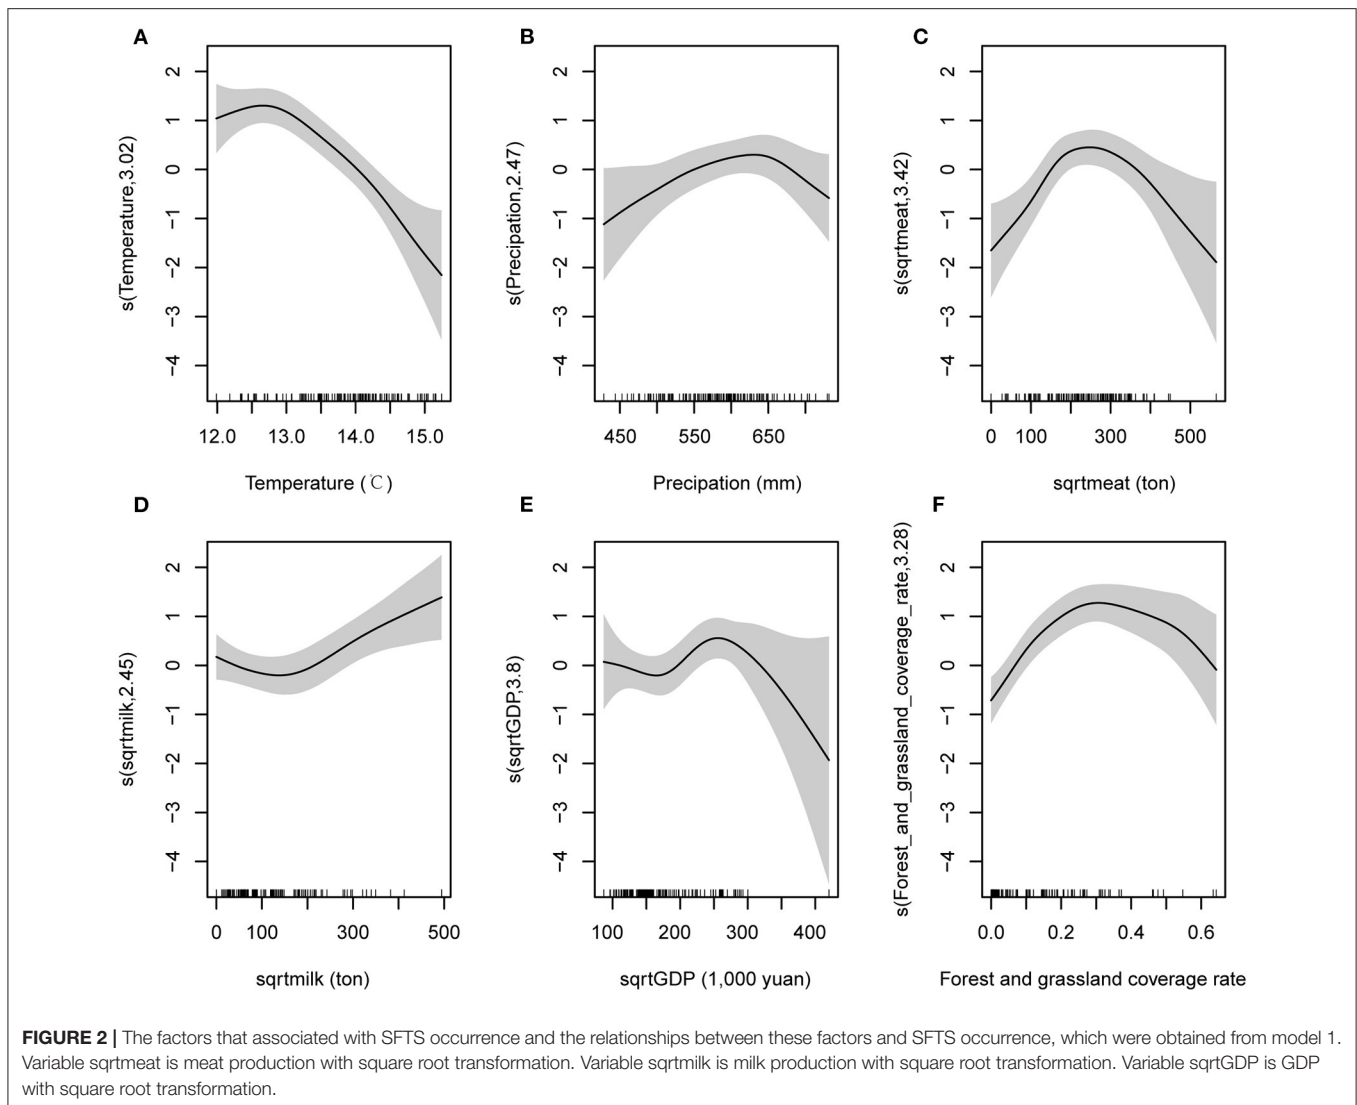 A
B
C
s(Temperature,3.02)
2
1
0
−1
−2
−3
−4
12.0 13.0 14.0 15.0
Temperature (℃)
s(Precipation,2.47)
2
1
0
−1
−2
−3
−4
450 550 650
Precipation (mm)
s(sqrtmeat,3.42)
2
1
0
−1
−2
−3
−4
0 100 300 500
sqrtmeat (ton)
D
E
F
s(sqrtmilk,2.45)
2
1
0
−1
−2
−3
−4
0 100 300 500
sqrtmilk (ton)
s(sqrtGDP,3.8)
2
1
0
−1
−2
−3
−4
100 200 300 400
sqrtGDP (1,000 yuan)
s(Forest_and_grassland_coverage_rate,3.28)
2
1
0
−1
−2
−3
−4
0.0 0.2 0.4 0.6
Forest and grassland coverage rate
FIGURE 2 | The factors that associated with SFTS occurrence and the relationships between these factors and SFTS occurrence, which were obtained from model 1.
Variable sqrtmeat is meat production with square root transformation. Variable sqrtmilk is milk production with square root transformation. Variable sqrtGDP is GDP
with square root transformation.